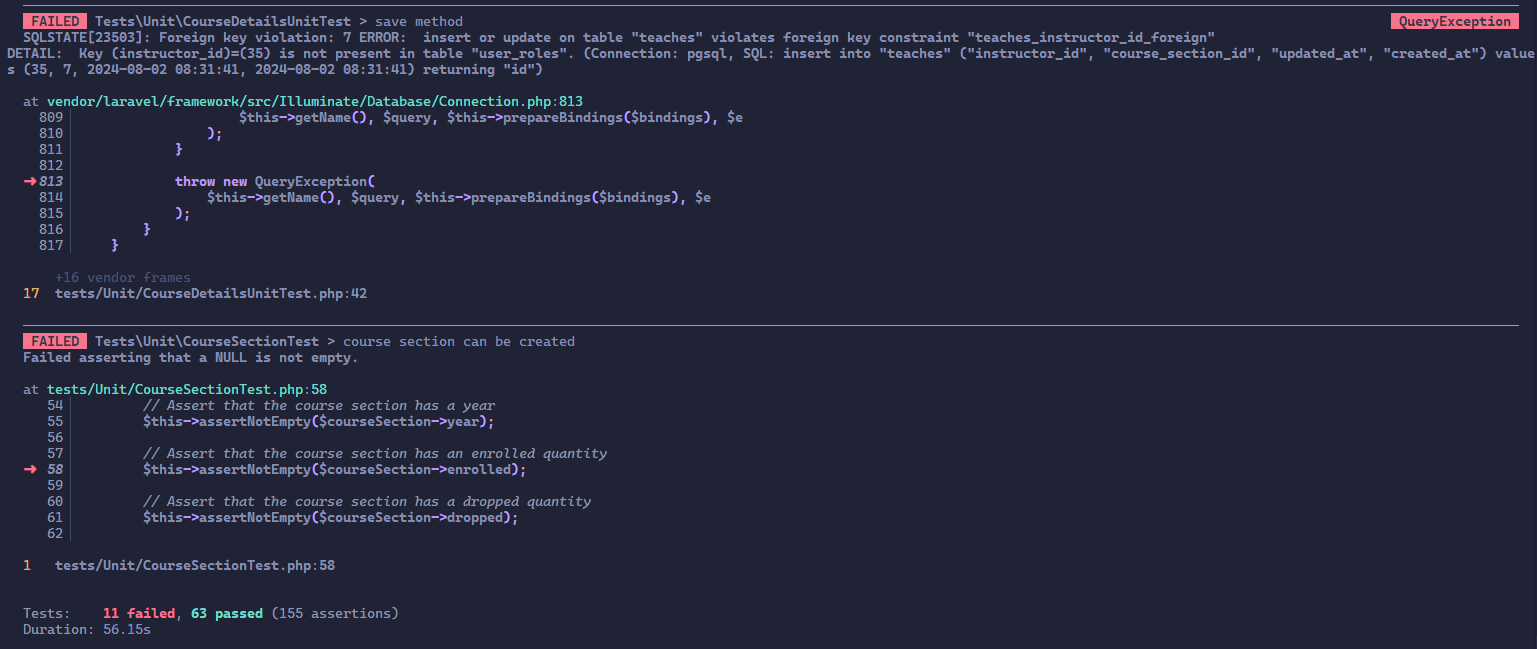 FAILED Tests\Unit\CourseDetailsUnitTest > save method QueryException
SQLSTATE[23503]: Foreign key violation: 7 ERROR:  insert or update on table "teaches" violates foreign key constraint "teaches_instructor_id_foreign"
DETAIL:  Key (instructor_id)=(35) is not present in table "user_roles". (Connection: pgsql, SQL: insert into "teaches" ("instructor_id", "course_section_id", "updated_at", "created_at") value
s (35, 7, 2024-08-02 08:31:41, 2024-08-02 08:31:41) returning "id")
at vendor/laravel/framework/src/Illuminate/Database/Connection.php:813
809 $this->getName(), $query, $this->prepareBindings($bindings), $e
810 );
811 }
812
➜ 813 throw new QueryException(
814 $this->getName(), $query, $this->prepareBindings($bindings), $e
815 );
816 }
817 }
+16 vendor frames
17 tests/Unit/CourseDetailsUnitTest.php:42
FAILED Tests\Unit\CourseSectionTest > course section can be created
Failed asserting that a NULL is not empty.
at tests/Unit/CourseSectionTest.php:58
54 // Assert that the course section has a year
55 $this->assertNotEmpty($courseSection->year);
56
57 // Assert that the course section has an enrolled quantity
➜ 58 $this->assertNotEmpty($courseSection->enrolled);
59
60 // Assert that the course section has a dropped quantity
61 $this->assertNotEmpty($courseSection->dropped);
62
1 tests/Unit/CourseSectionTest.php:58
Tests: 11 failed, 63 passed (155 assertions)
Duration: 56.15s